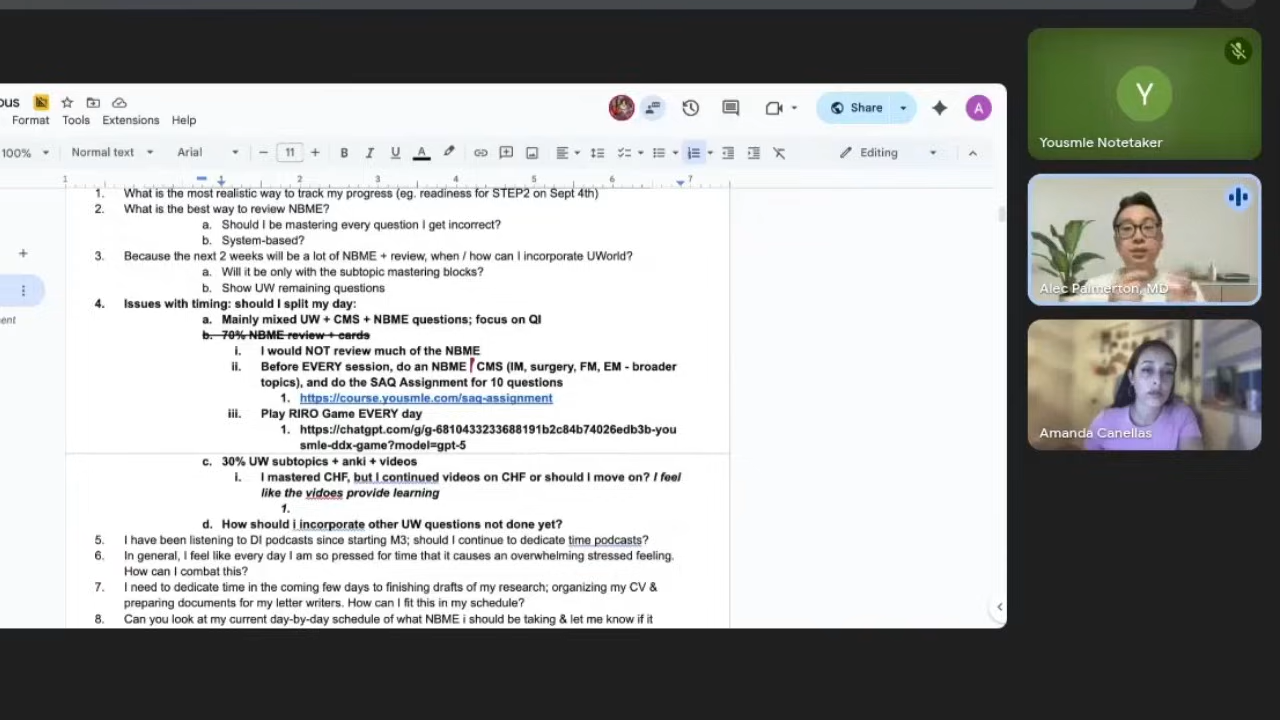 ous
Format Tools Extensions Help
Share
A
100% Normal text Arial 11 B I U A Editing
1 1 2 3 4 5 6 7
1. What is the most realistic way to track my progress (eg. readiness for STEP2 on Sept 4th)
2. What is the best way to review NBME?
a. Should I be mastering every question I get incorrect?
b. System-based?
3. Because the next 2 weeks will be a lot of NBME + review, when / how can I incorporate UWorld?
a. Will it be only with the subtopic mastering blocks?
b. Show UW remaining questions
4. Issues with timing: should I split my day:
a. Mainly mixed UW + CMS + NBME questions; focus on QI
b. 70% NBME review + cards
i. I would NOT review much of the NBME
ii. Before EVERY session, do an NBME CMS (IM, surgery, FM, EM - broader
topics), and do the SAQ Assignment for 10 questions
1. https://course.yousmle.com/saq-assignment
iii. Play RIRO Game EVERY day
1. https://chatgpt.com/g/g-6810433233688191b2c84b74026edb3b-you
smle-ddx-game?model=gpt-5
c. 30% UW subtopics + anki + videos
i. I mastered CHF, but I continued videos on CHF or should I move on? I feel
like the vidoes provide learning
1.
d. How should i incorporate other UW questions not done yet?
5. I have been listening to DI podcasts since starting M3; should I continue to dedicate time podcasts?
6. In general, I feel like every day I am so pressed for time that it causes an overwhelming stressed feeling.
How can I combat this?
7. I need to dedicate time in the coming few days to finishing drafts of my research; organizing my CV &
preparing documents for my letter writers. How can I fit this in my schedule?
8. Can you look at my current day-by-day schedule of what NBME i should be taking & let me know if it
ment
Y
Yousmle Notetaker
Alec Palmerton, MD
Amanda Canellas